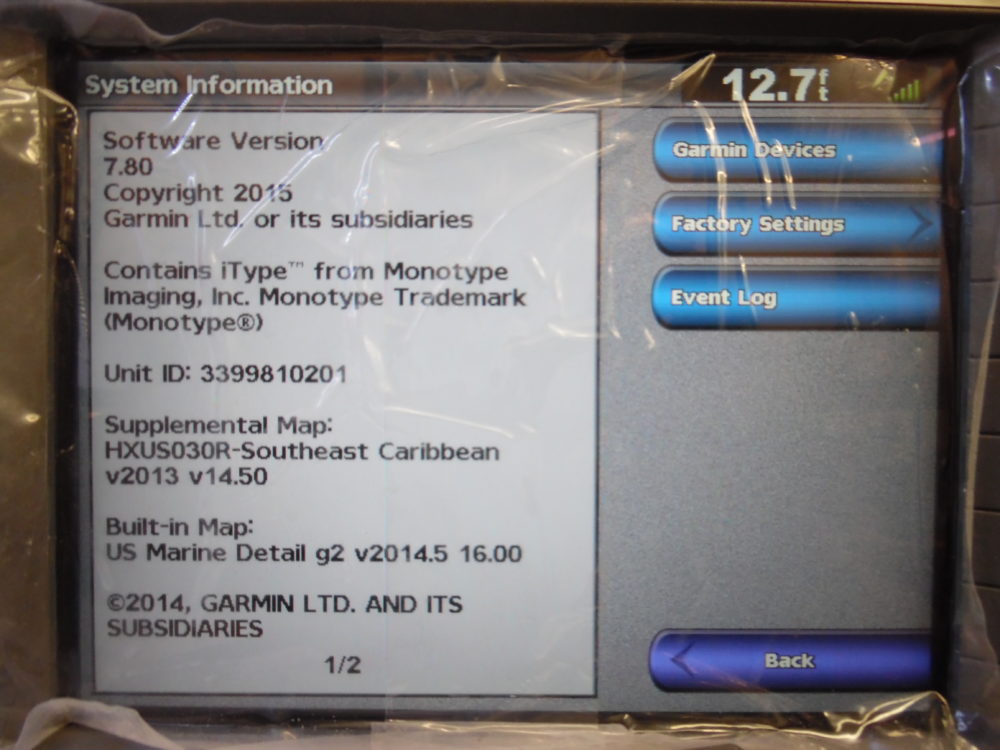 System Information
12.7ft
Software Version
7.80
Copyright 2015
Garmin Ltd. or its subsidiaries
Contains iType™ from Monotype
Imaging, Inc. Monotype Trademark
(Monotype®)
Unit ID: 3399810201
Supplemental Map:
HXUS030R-Southeast Caribbean
v2013 v14.50
Built-in Map:
US Marine Detail g2 v2014.5 16.00
©2014, GARMIN LTD. AND ITS
SUBSIDIARIES
1/2
Garmin Devices
Factory Settings
Event Log
Back